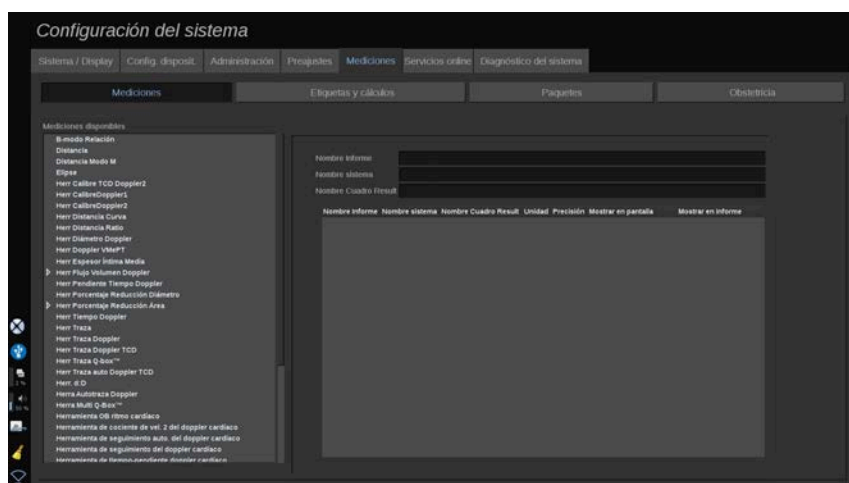 Configuración del sistema
Sistema / Display Config. disposit. Administración Preajustes Mediciones Servicios online Diagnóstico del sistema
Mediciones Etiquetas y cálculos Paquetes Obstetricia
Mediciones disponibles
B-modo Relación
Distancia
Distancia Modo M
Elipse
Herr Calibre TCD Doppler2
Herr CalibreDoppler1
Herr CalibreDoppler2
Herr Distancia Curva
Herr Distancia Ratio
Herr Diámetro Doppler
Herr Doppler VMePT
Herr Espesor Íntima Media
Herr Flujo Volumen Doppler
Herr Pendiente Tiempo Doppler
Herr Porcentaje Reducción Diámetro
Herr Porcentaje Reducción Área
Herr Tiempo Doppler
Herr Traza
Herr Traza Doppler
Herr Traza Doppler TCD
Herr Traza Q-box™
Herr Traza auto Doppler TCD
Herr. d:D
Herra Autotraza Doppler
Herra Multi Q-Box™
Herramienta OB ritmo cardíaco
Herramienta de cociente de vel. 2 del doppler cardíaco
Herramienta de seguimiento auto. del doppler cardíaco
Herramienta de seguimiento del doppler cardíaco
Herramienta de tiempo-pendiente doppler cardíaco
Nombre informe
Nombre sistema
Nombre Cuadro Result
Nombre informe Nombre sistema Nombre Cuadro Result Unidad Precisión Mostrar en pantalla Mostrar en informe